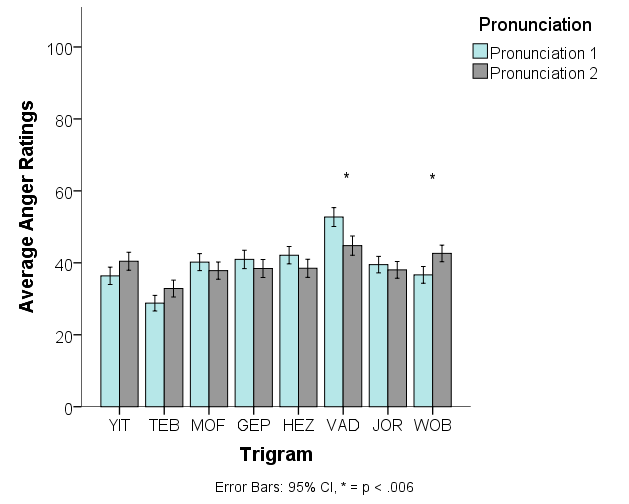 Pronunciation
Pronunciation 1
Pronunciation 2
Average Anger Ratings
100
80
60
40
20
0
* *
YIT TEB MOF GEP HEZ VAD JOR WOB
Trigram
Error Bars: 95% CI, * = p < .006